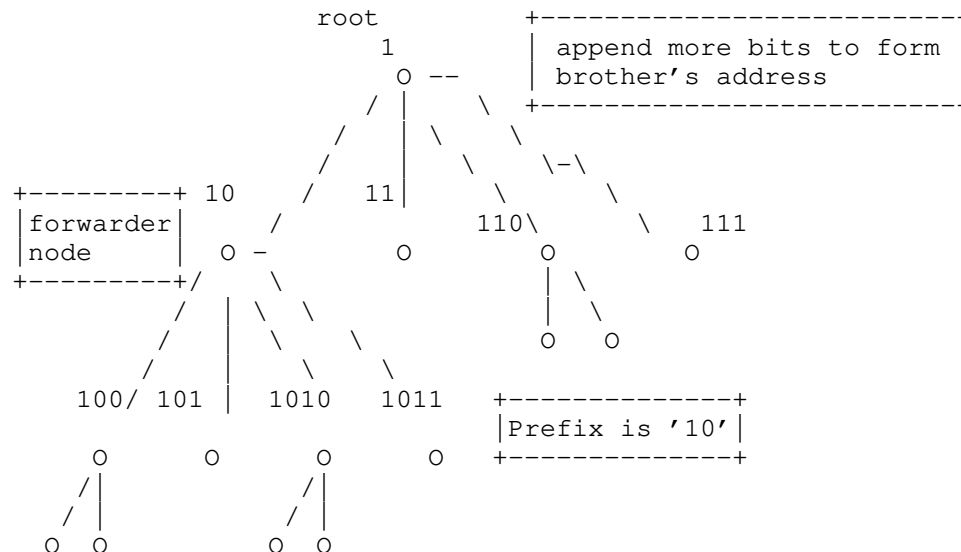 root
1
append more bits to form
brother's address
10
11
forwarder
node
110
111
100
101
1010
1011
Prefix is '10'